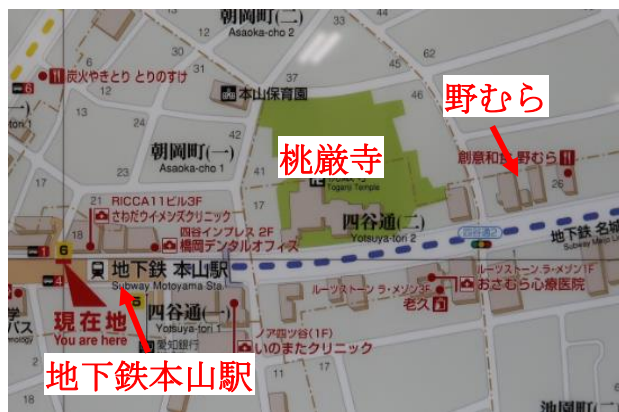 朝岡町(二)
Asaoka-cho 2
炭火やきとり とりのすけ
本山保育園
野むら
朝岡町(一)
Asaoka-cho 1
桃厳寺
Toganji Temple
創意和食 野むら
RICCA11ビル3F
さわだウイメンズクリニック
四谷インプレス 2F
橋岡デンタルオフィス
四谷通(二)
Yotsuya-tori 2
四谷通2
地下鉄 名城
地下鉄 本山駅
Subway Motoyama Sta.
ルーツストーン.ラ・メゾン1F
おさむら心療医院
ルーツストーン ラ・メゾン3F
老久
現在地
You are here
四谷通(一)
Yotsuya-tori 1
愛知銀行
ノア四ツ谷(1F)
いのまたクリニック
地下鉄本山駅
池園町